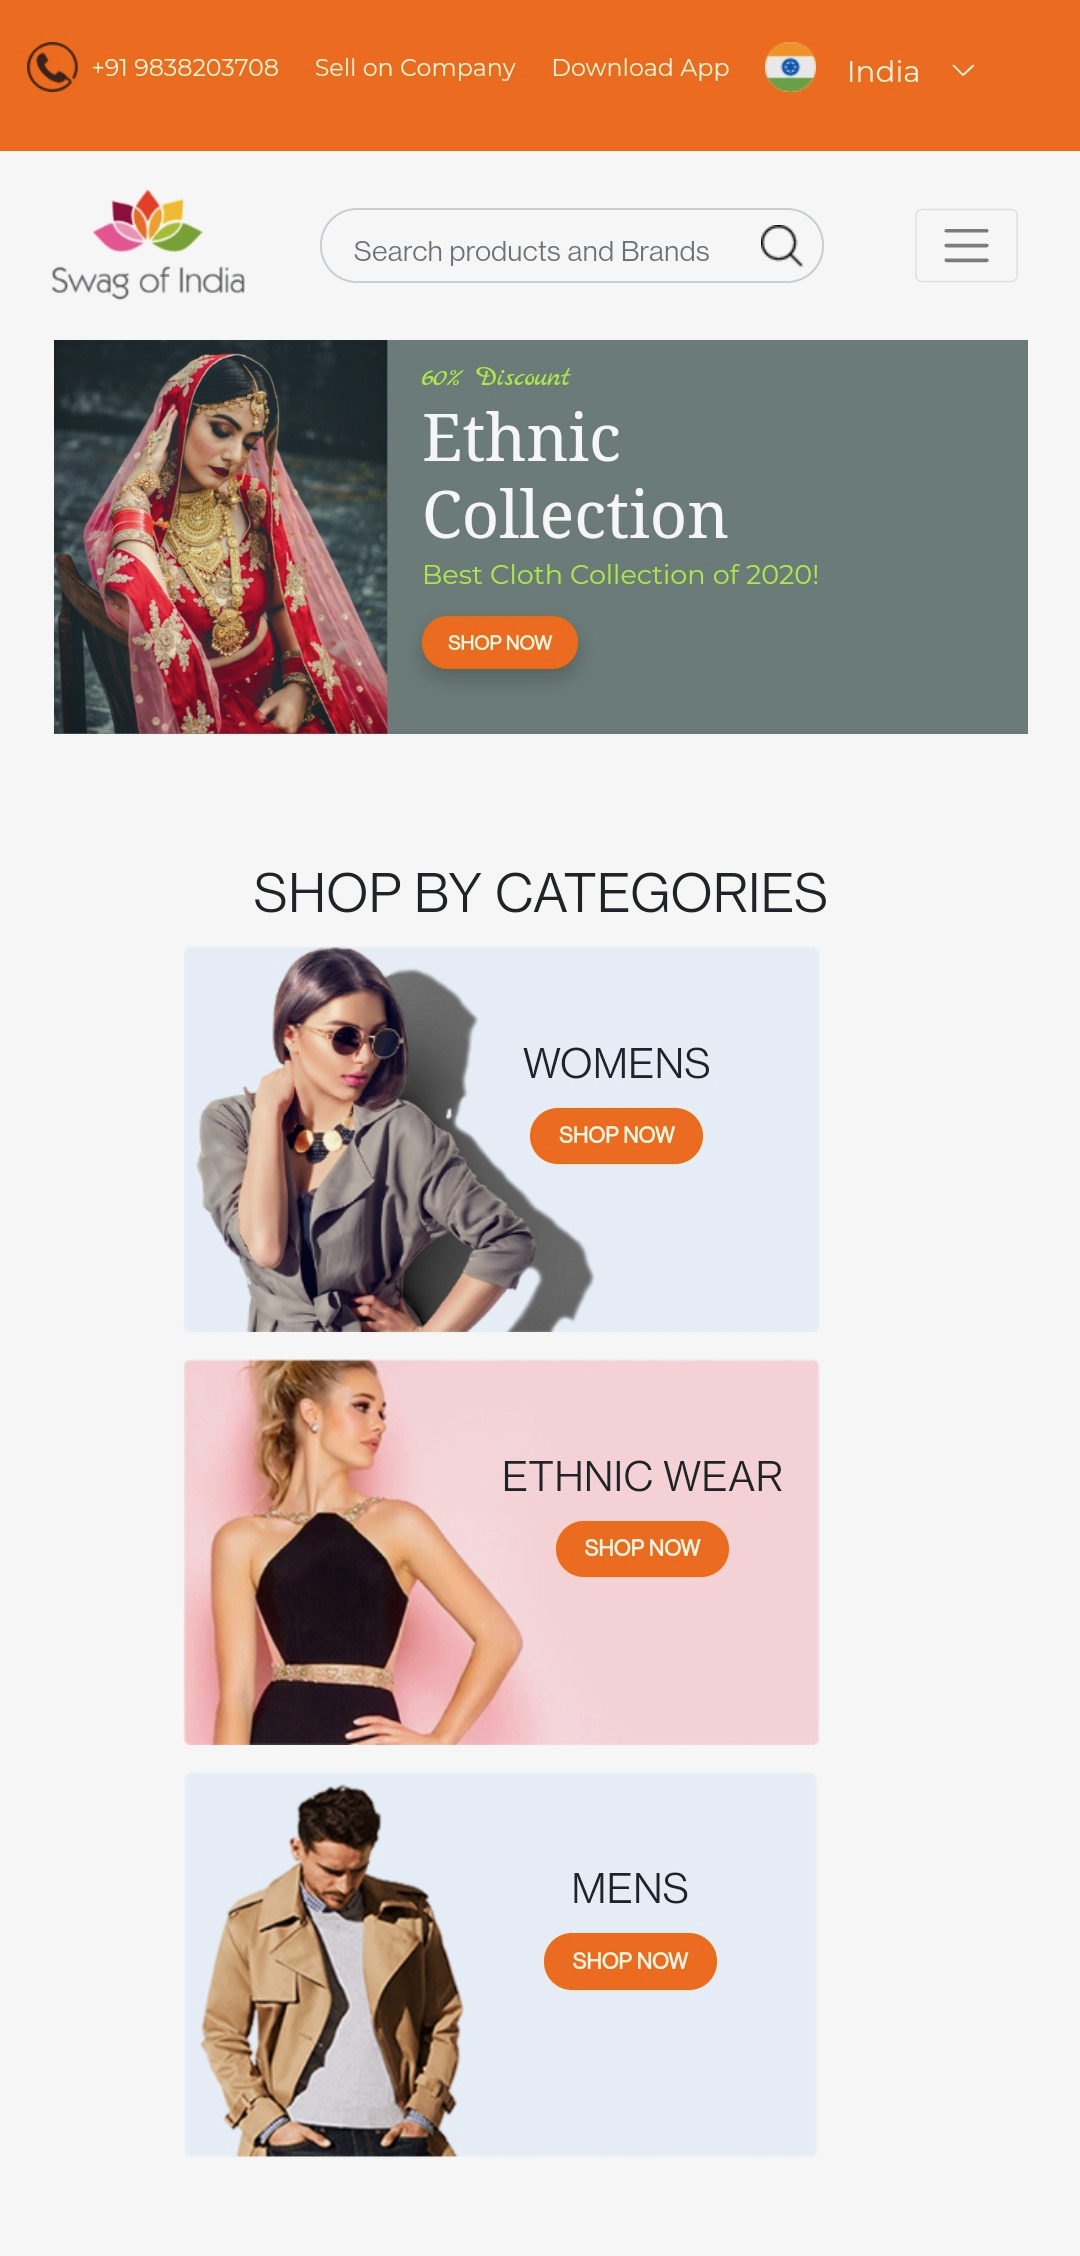 +91 9838203708 Sell on Company Download App India
Swag of India
Search products and Brands
60% Discount
Ethnic
Collection
Best Cloth Collection of 2020!
SHOP NOW
SHOP BY CATEGORIES
WOMENS
SHOP NOW
ETHNIC WEAR
SHOP NOW
MENS
SHOP NOW